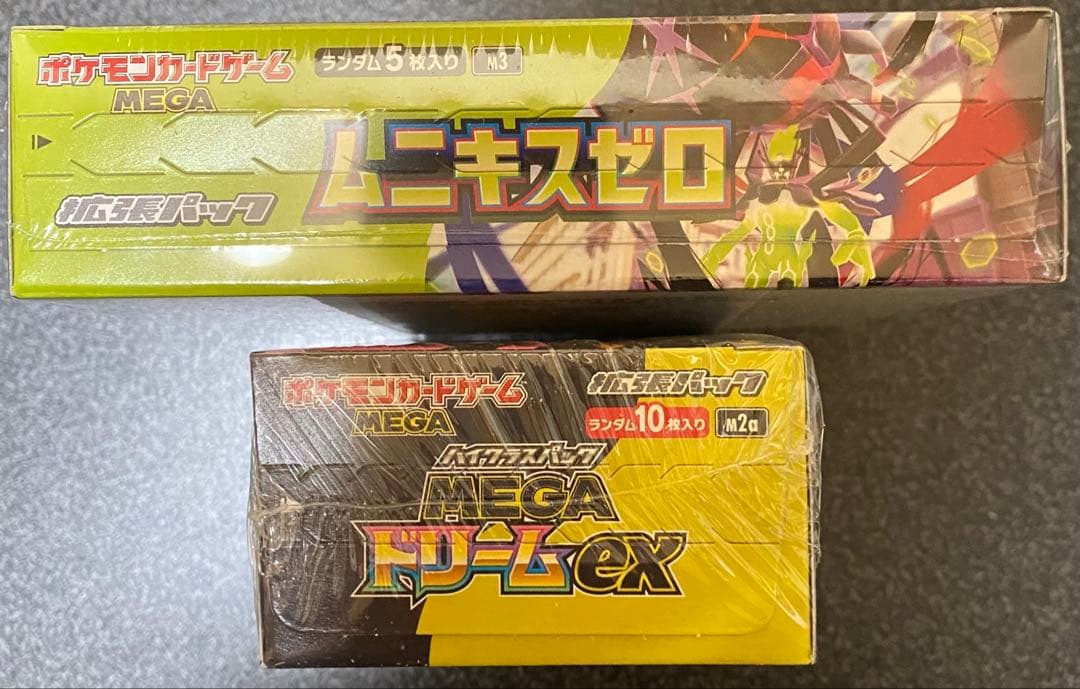 ポケモンカードゲーム
MEGA
ランダム5枚入り M3
ムニキスゼロ
拡張パック
ポケモンカードゲーム
MEGA
拡張パック
ランダム10枚入り M2a
ハイクラスパック
MEGA
ドリームex